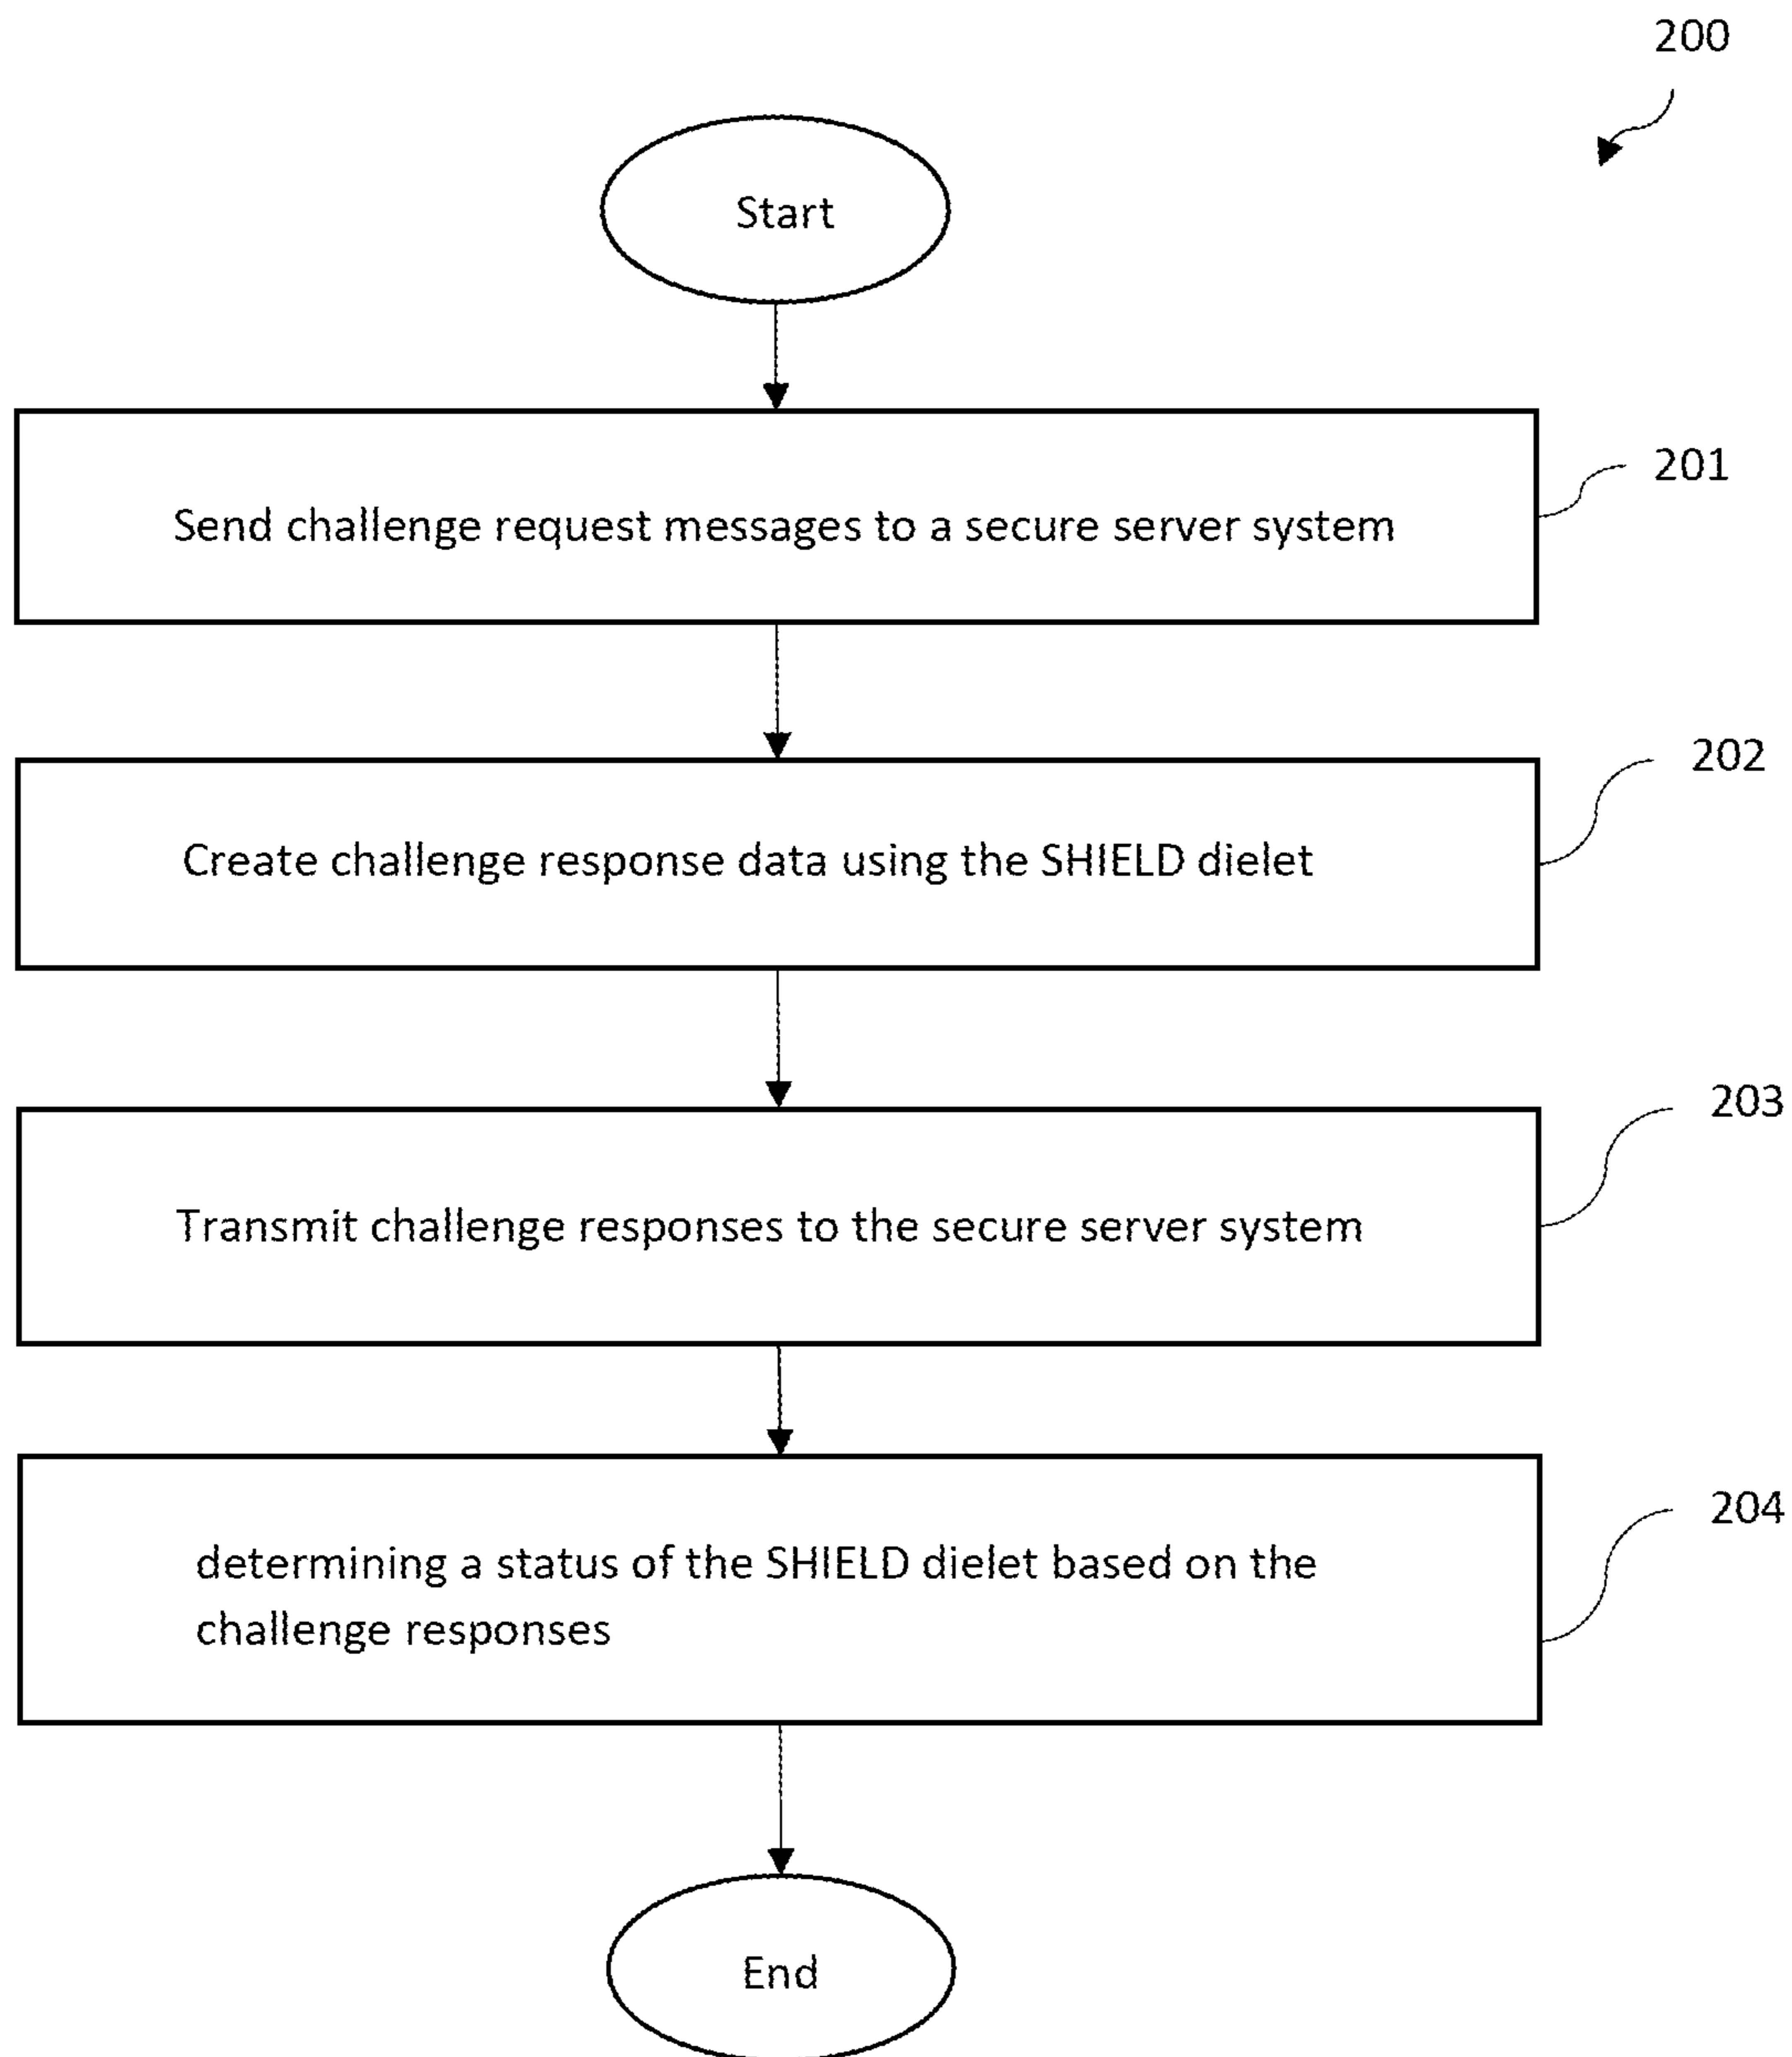 200
Start
Send challenge request messages to a secure server system
201
202
Create challenge response data using the SHIELD dielet
203
Transmit challenge responses to the secure server system
204
determining a status of the SHIELD dielet based on the
challenge responses
End